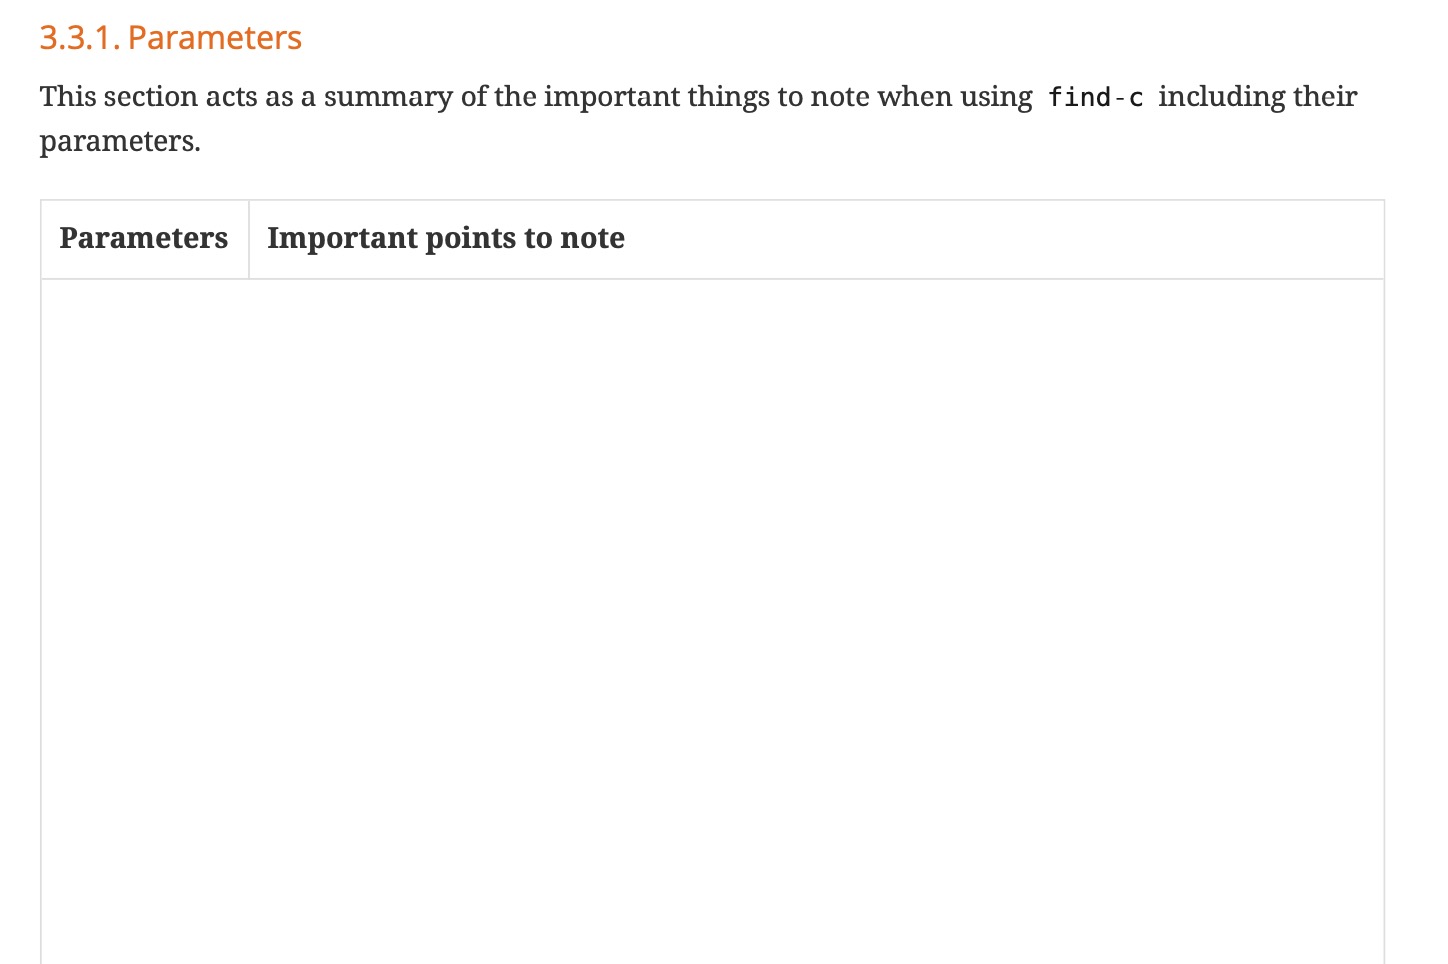 3.3.1. Parameters
This section acts as a summary of the important things to note when using find-c including their
parameters.
Parameters Important points to note